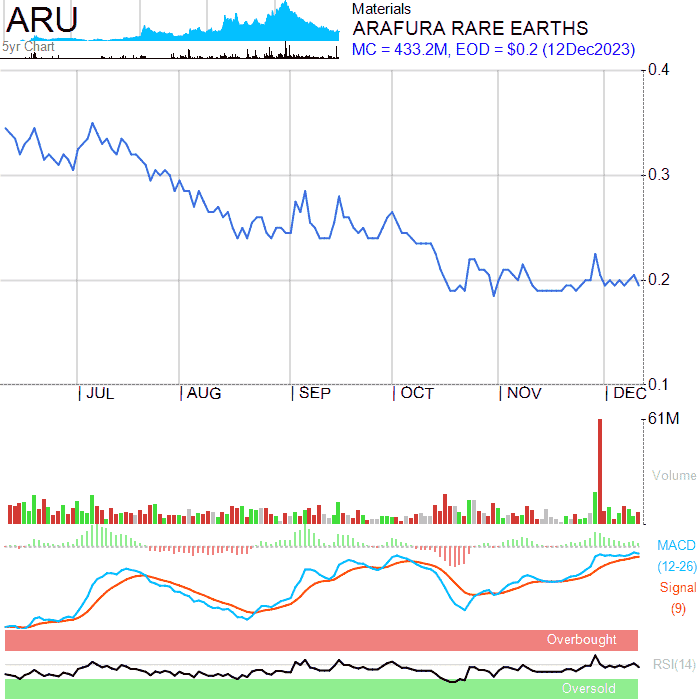 ARU
5yr Chart
Materials
ARAFURA RARE EARTHS
MC = 433.2M, EOD = $0.2 (12Dec2023)
0.4
0.3
0.2
0.1
JUL
AUG
SEP
OCT
NOV
DEC
61M
Volume
MACD
(12-26)
Signal
(9)
Overbought
RSI(14)
Oversold